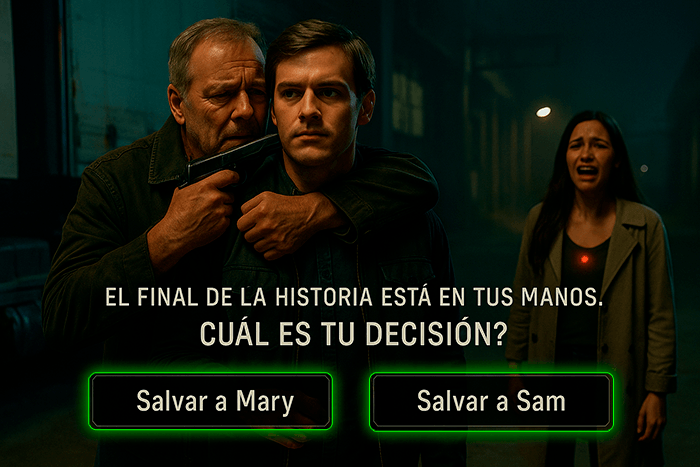 EL FINAL DE LA HISTORIA ESTÁ EN TUS MANOS.
CUÁL ES TU DECISIÓN?
Salvar a Mary
Salvar a Sam